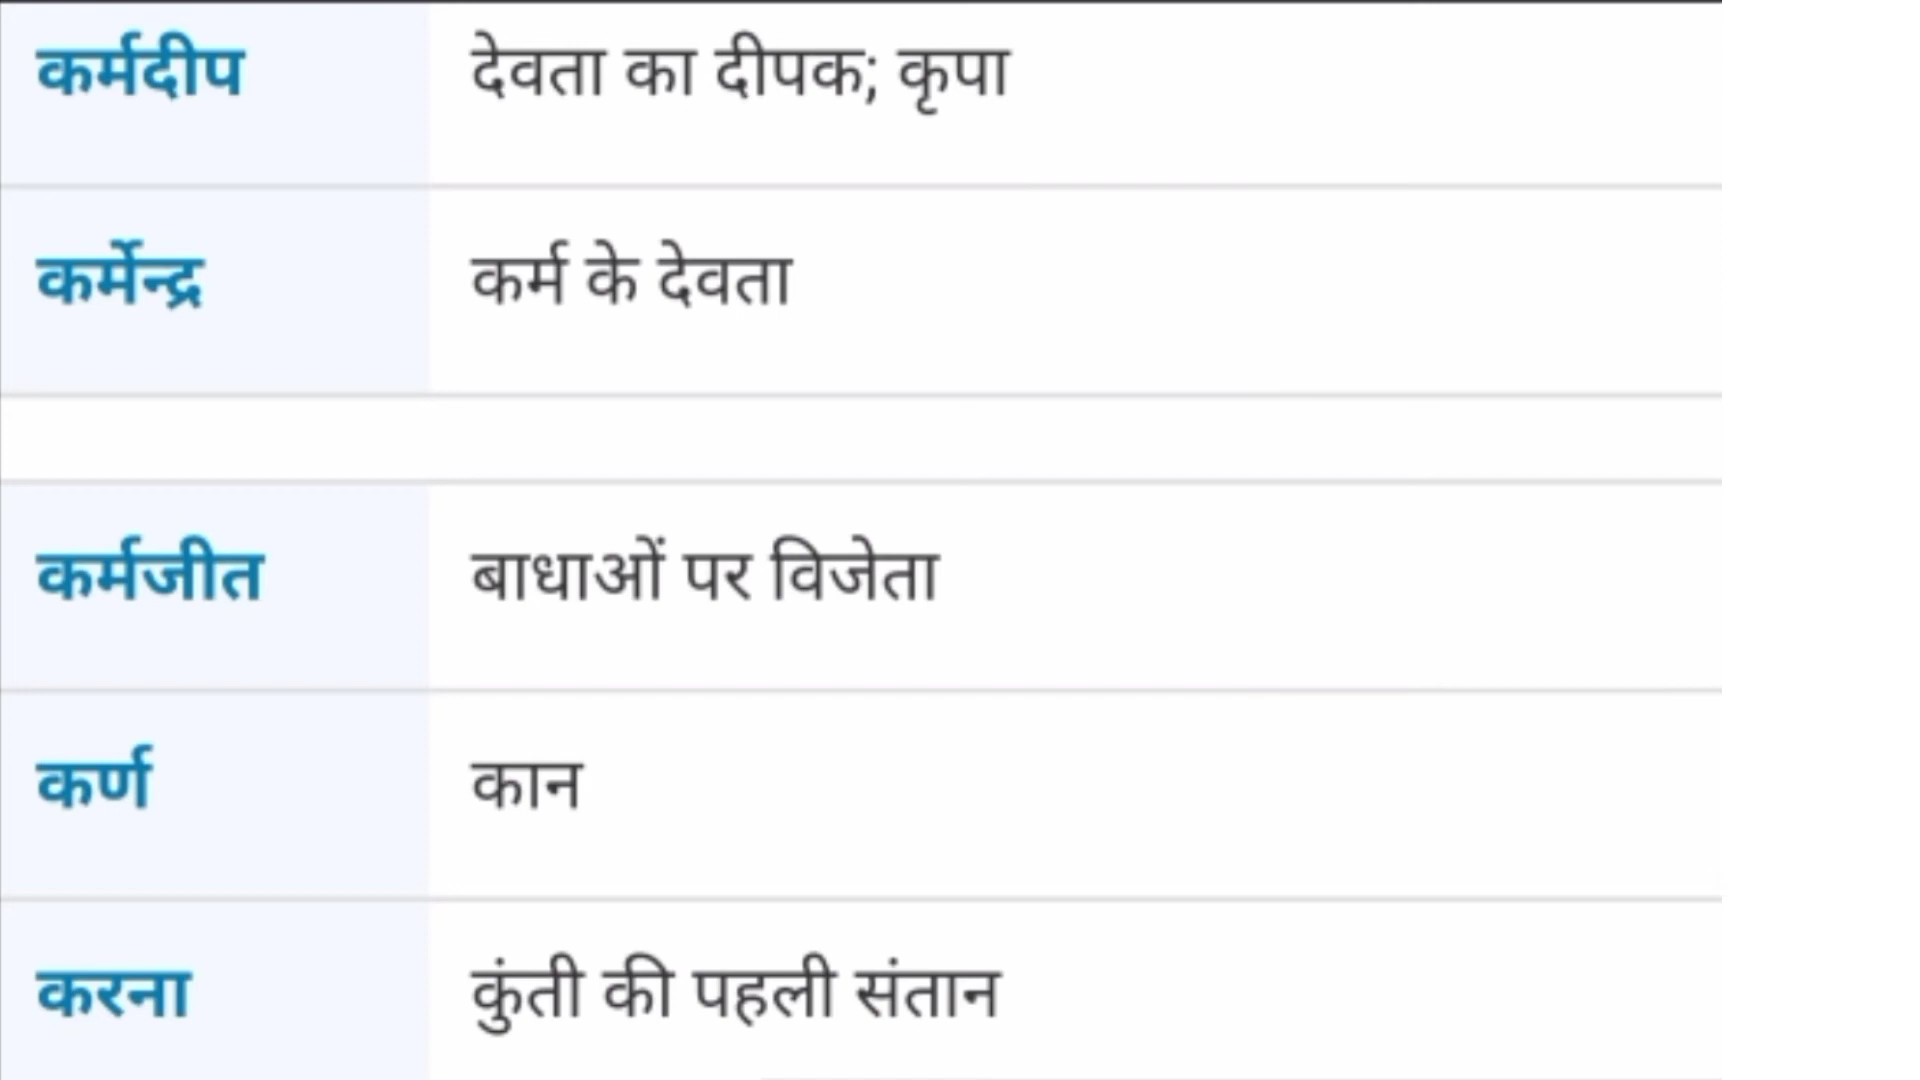 कर्मदीप देवता का दीपक; कृपा
कर्मेन्द्र कर्म के देवता
कर्मजीत बाधाओं पर विजेता
कर्ण कान
करना कुंती की पहली संतान